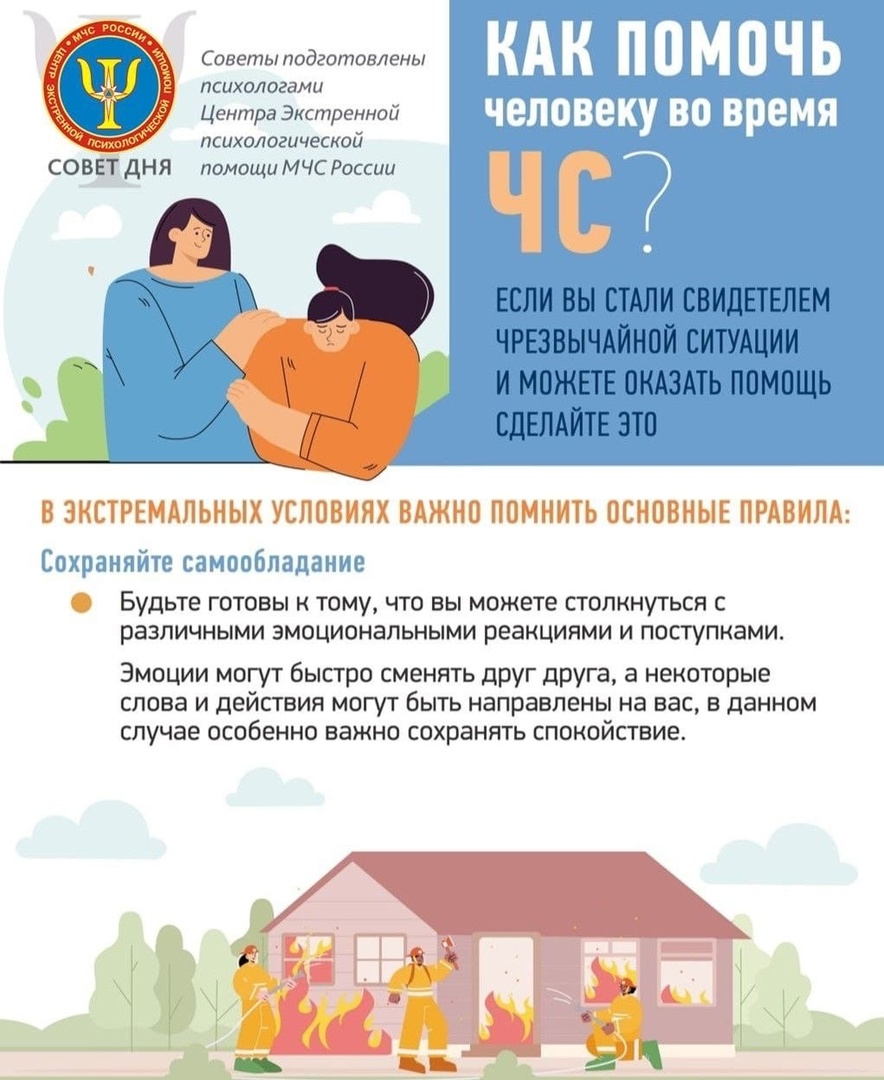 МЧС РОССИИ
ЦЕНТР ЭКСТРЕННОЙ ПСИХОЛОГИЧЕСКОЙ ПОМОЩИ
СОВЕТ ДНЯ
Советы подготовлены
психологами
Центра Экстренной
психологической
помощи МЧС России
КАК ПОМОЧЬ
человеку во время
ЧС?
ЕСЛИ ВЫ СТАЛИ СВИДЕТЕЛЕМ
ЧРЕЗВЫЧАЙНОЙ СИТУАЦИИ
И МОЖЕТЕ ОКАЗАТЬ ПОМОЩЬ
СДЕЛАЙТЕ ЭТО
В ЭКСТРЕМАЛЬНЫХ УСЛОВИЯХ ВАЖНО ПОМНИТЬ ОСНОВНЫЕ ПРАВИЛА:
Сохраняйте самообладание
Будьте готовы к тому, что вы можете столкнуться с
различными эмоциональными реакциями и поступками.
Эмоции могут быстро сменять друг друга, а некоторые
слова и действия могут быть направлены на вас, в данном
случае особенно важно сохранять спокойствие.